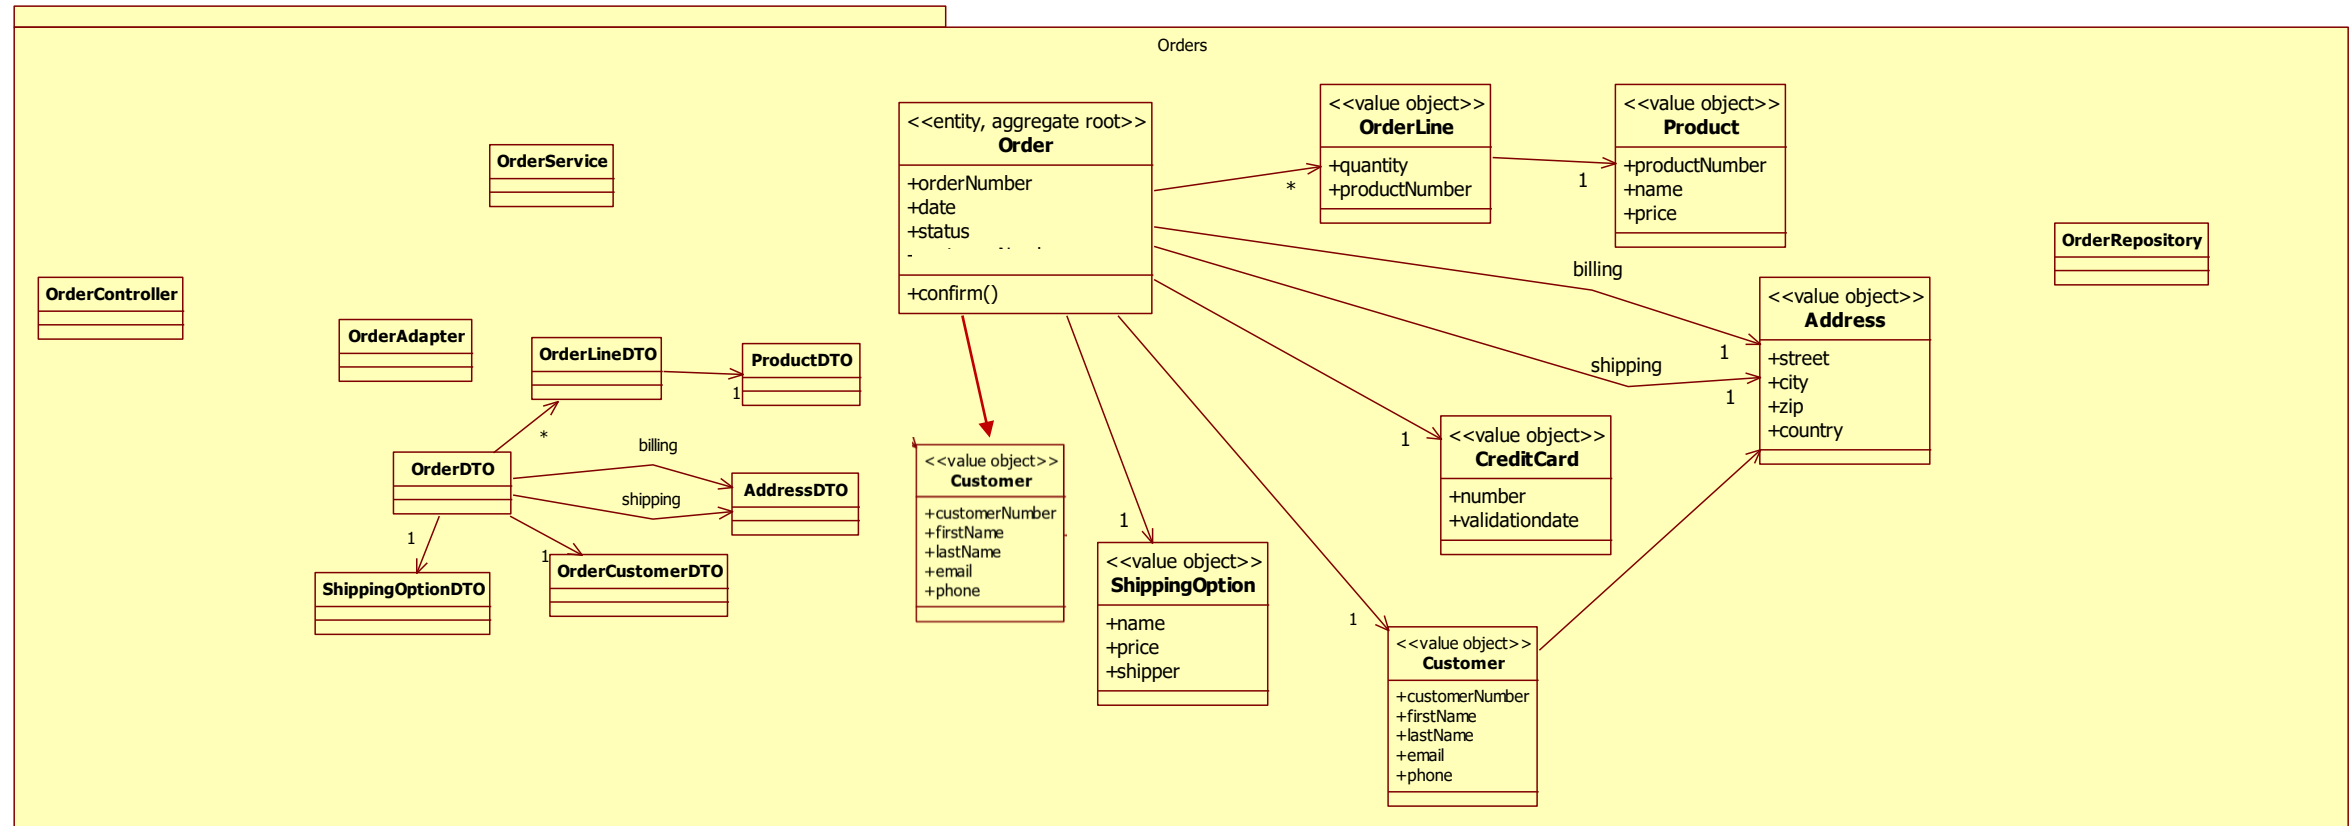 Orders
<<entity, aggregate root>>
Order
+orderNumber
+date
+status
-
+confirm()
<<value object>>
OrderLine
+quantity
+productNumber
<<value object>>
Product
+productNumber
+name
+price
*
1
OrderService
OrderRepository
OrderController
OrderAdapter
billing
1
shipping
1
<<value object>>
Address
+street
+city
+zip
+country
OrderLineDTO
ProductDTO
1
*
OrderDTO
billing
shipping
AddressDTO
1
1
ShippingOptionDTO
OrderCustomerDTO
<<value object>>
Customer
+customerNumber
+firstName
+lastName
+email
+phone
1
<<value object>>
ShippingOption
+name
+price
+shipper
1
<<value object>>
CreditCard
+number
+validationdate
1
<<value object>>
Customer
+customerNumber
+firstName
+lastName
+email
+phone